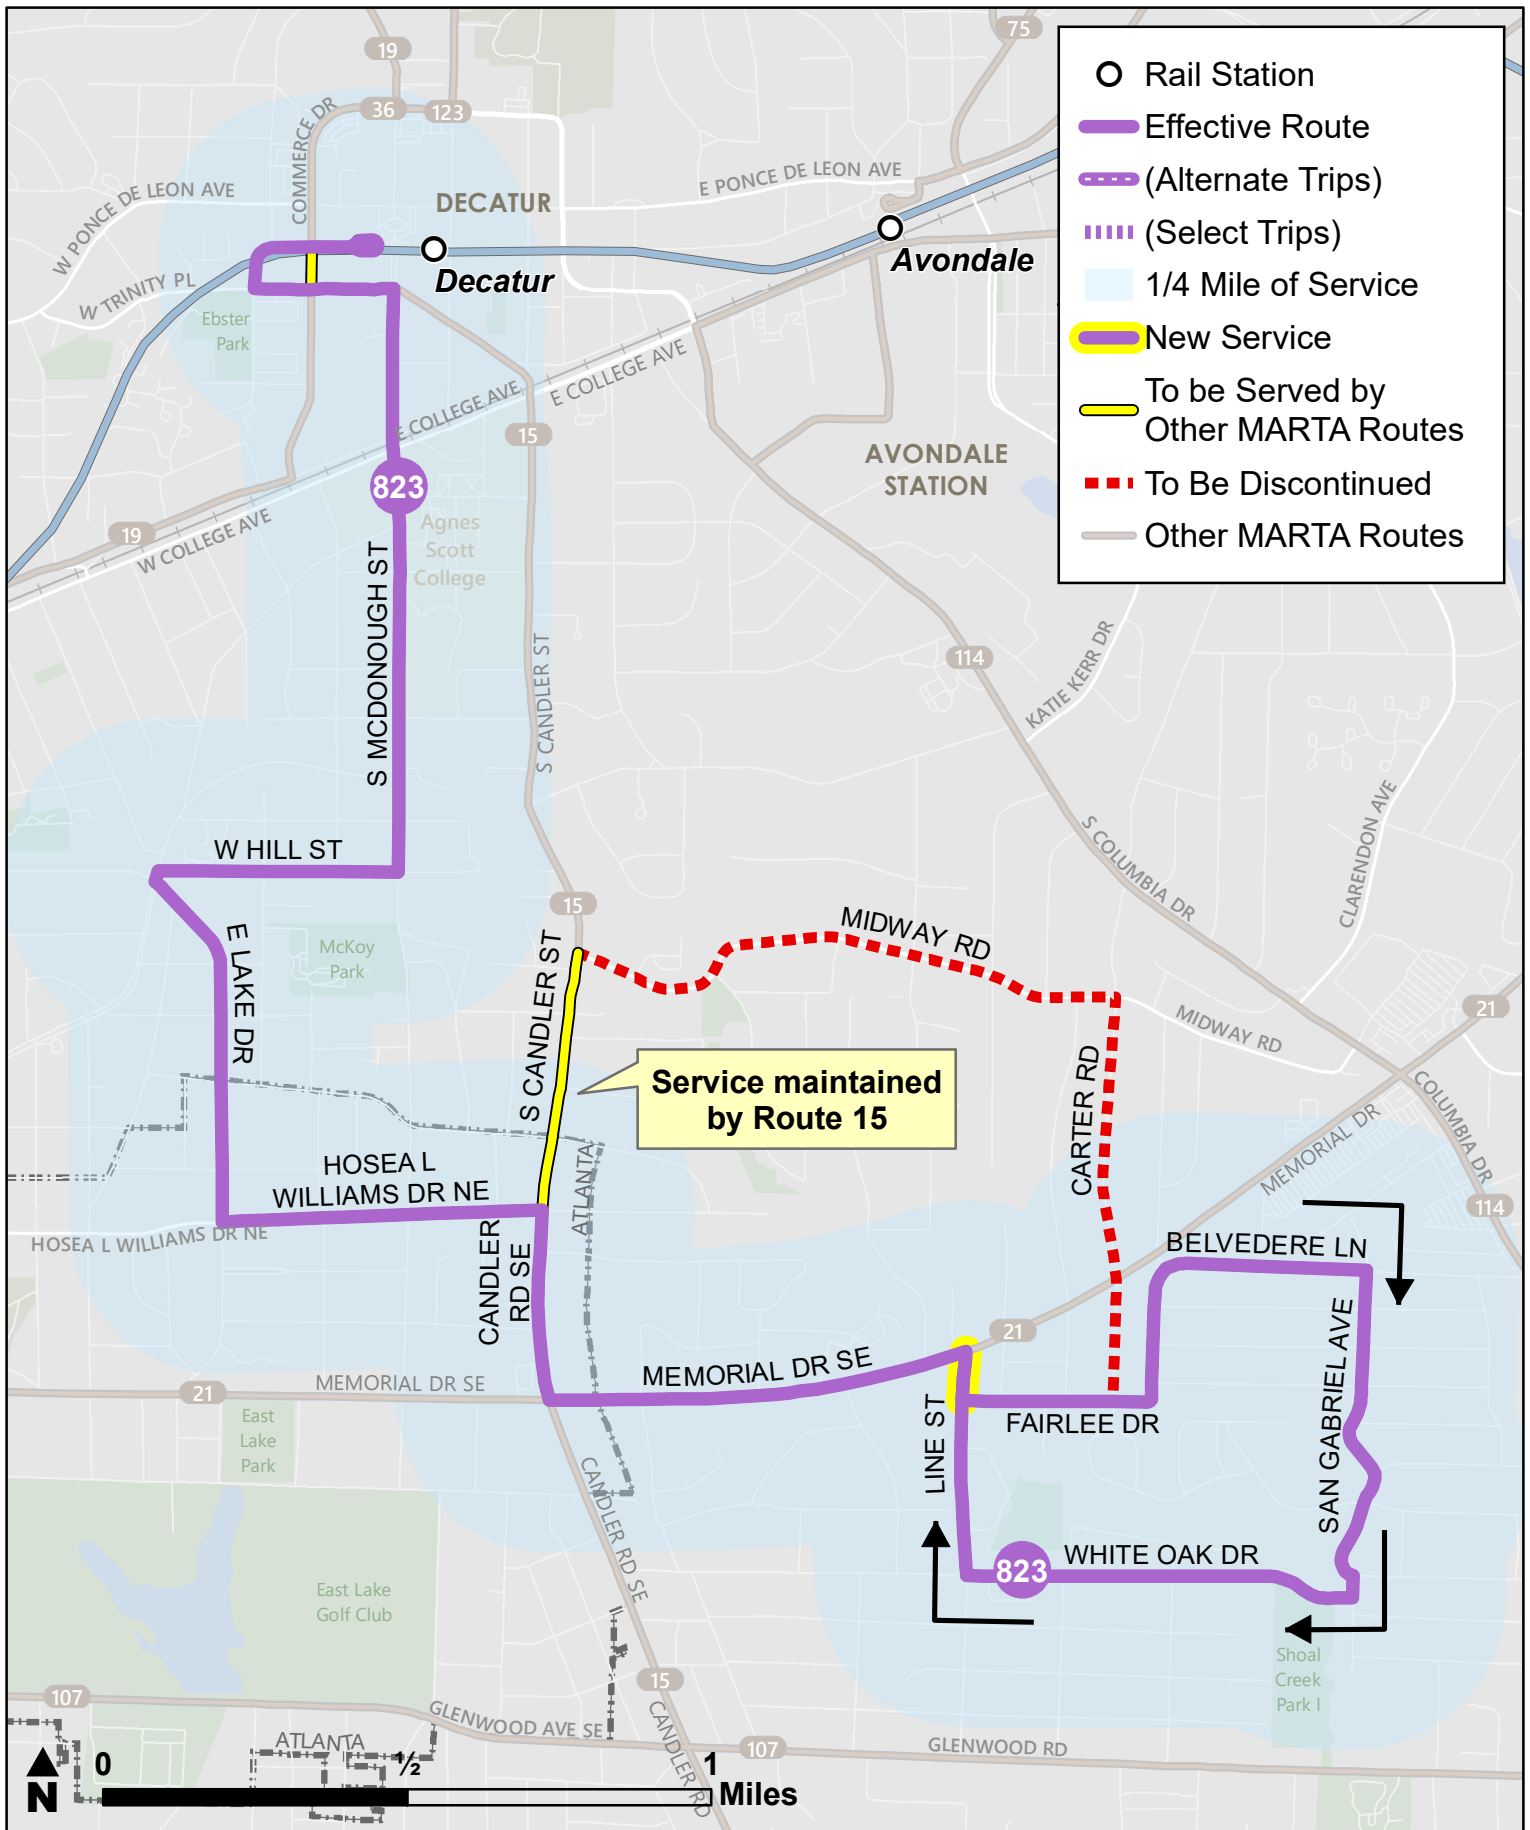 75
19
36
123
COMMERCE DR
W PONCE DE LEON AVE
E PONCE DE LEON AVE
DECATUR
Decatur
Avondale
W TRINITY PL
Ebster
Park
E COLLEGE AVE
E COLLEGE AVE
15
AVONDALE
STATION
823
19
W COLLEGE AVE
Agnes
Scott
College
S MCDONOUGH ST
S CANDLER ST
114
KATIE KERR DR
S COLUMBIA DR
CLARENDON AVE
W HILL ST
15
E LAKE DR
McKoy
Park
S CANDLER ST
MIDWAY RD
MIDWAY RD
21
Service maintained
by Route 15
CARTER RD
COLUMBIA DR
MEMORIAL DR
114
HOSEA L
WILLIAMS DR NE
HOSEA L WILLIAMS DR NE
ATLANTA
CANDLER
RD SE
BELVEDERE LN
21
MEMORIAL DR SE
MEMORIAL DR SE
21
FAIRLEE DR
LINE ST
SAN GABRIEL AVE
East
Lake
Park
CANDLER RD SE
823
WHITE OAK DR
East Lake
Golf Club
Shoal
Creek
Park I
15
107
GLENWOOD AVE SE
CANDLER RD
107
GLENWOOD RD
ATLANTA
N
0
½
1
Miles
Rail Station
Effective Route
(Alternate Trips)
(Select Trips)
1/4 Mile of Service
New Service
To be Served by
Other MARTA Routes
To Be Discontinued
Other MARTA Routes